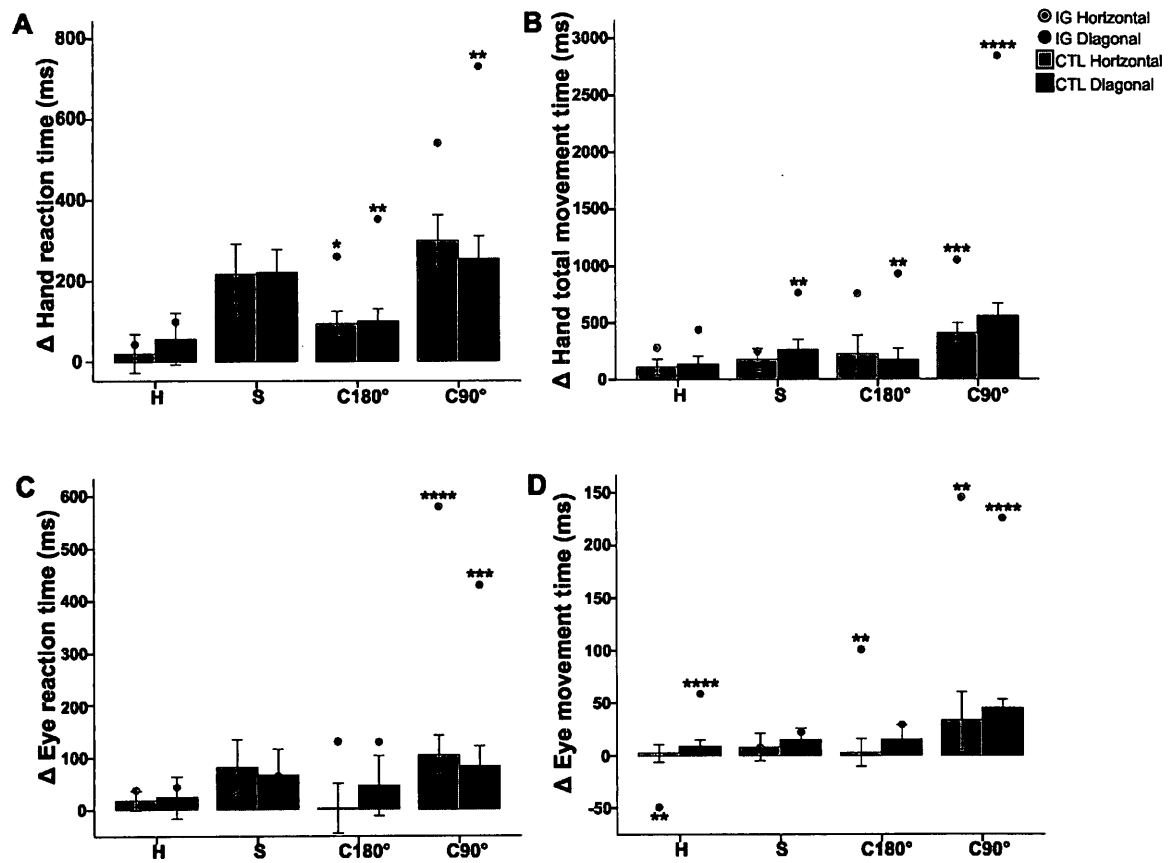 A
Δ Hand reaction time (ms)
800
600
400
200
0
*
**
**
H S C180° C90°
B
Δ Hand total movement time (ms)
3000
2500
2000
1500
1000
500
0
**
**
***
****
H S C180° C90°
IG Horizontal
IG Diagonal
CTL Horizontal
CTL Diagonal
C
Δ Eye reaction time (ms)
600
500
400
300
200
100
0
****
***
H S C180° C90°
D
Δ Eye movement time (ms)
150
200
150
100
50
0
-50
**
****
**
**
****
H S C180° C90°